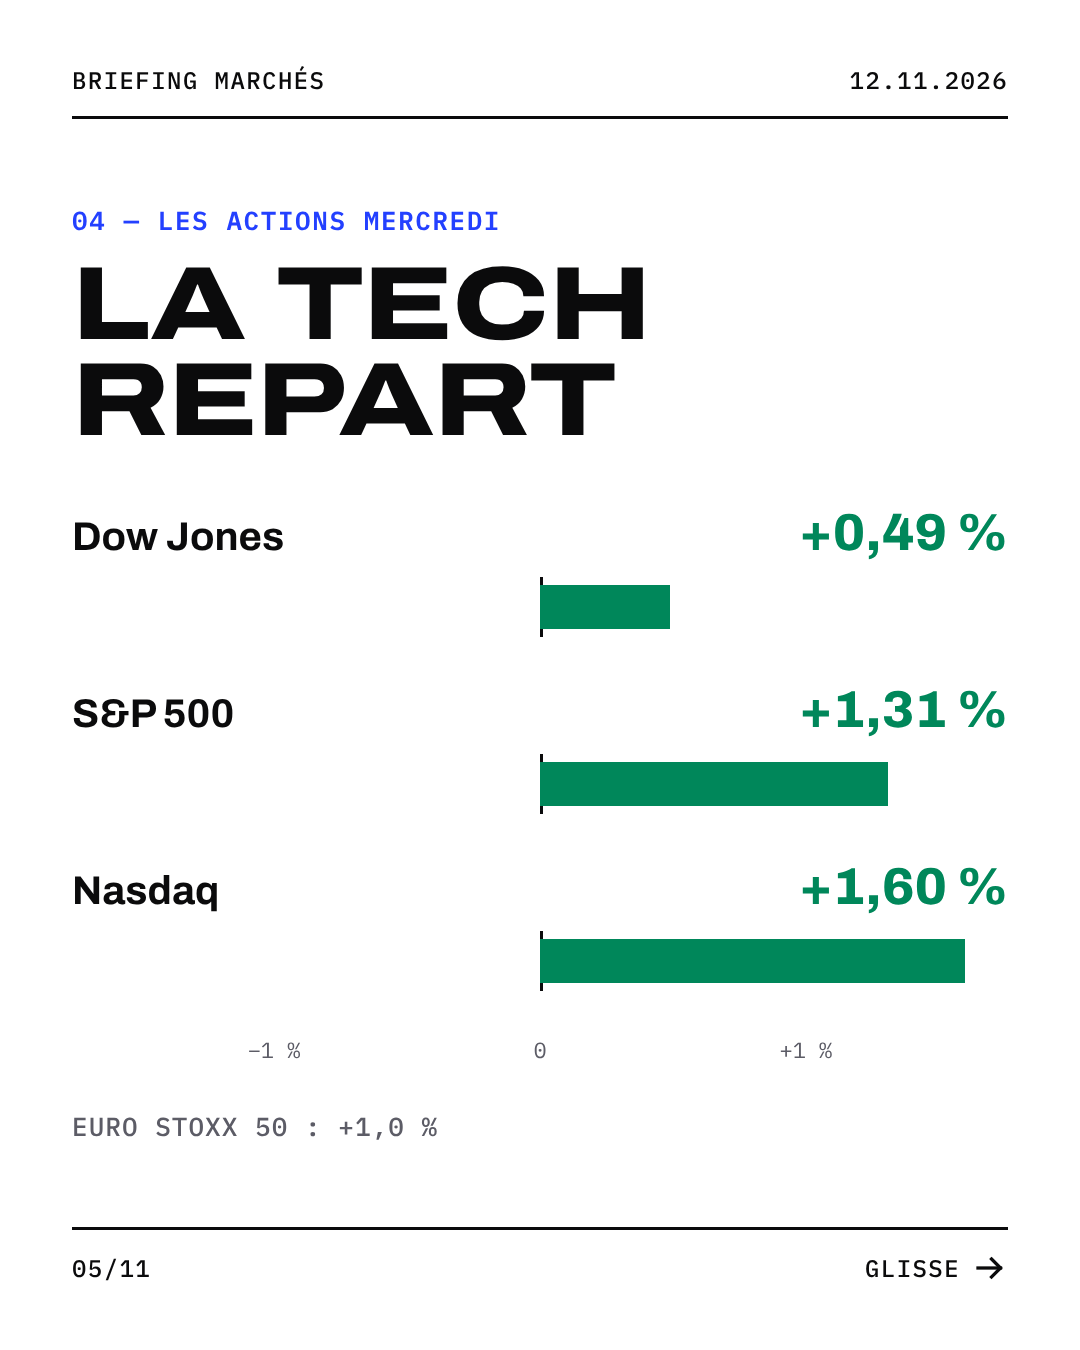 BRIEFING MARCHÉS
12.11.2026
04 — LES ACTIONS MERCREDI
LA TECH
REPART
Dow Jones
+0,49 %
S&P 500
+1,31 %
Nasdaq
+1,60 %
−1 %
0
+1 %
EURO STOXX 50 : +1,0 %
05/11
GLISSE →